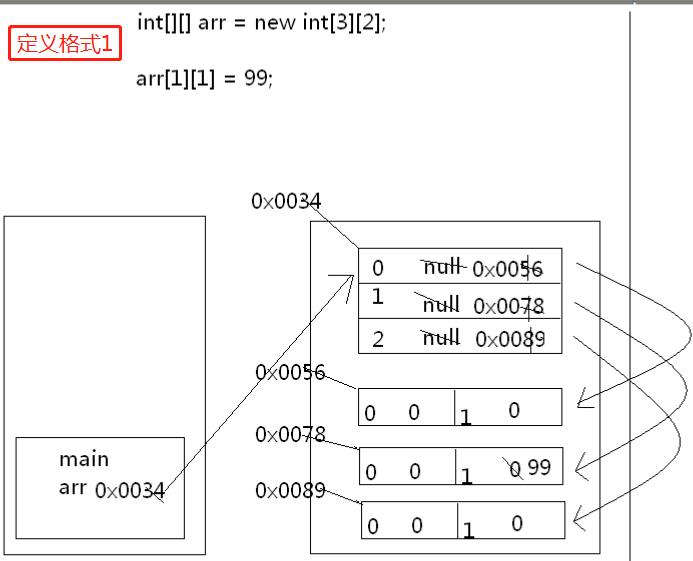 定义格式1
int[][] arr = new int[3][2];
arr[1][1] = 99;
0x0034
0 null 0x0056
1 null 0x0078
2 null 0x0089
0x0056
0 0 1 0
0x0078
0 0 1 0 99
0x0089
0 0 1 0
main
arr 0x0034